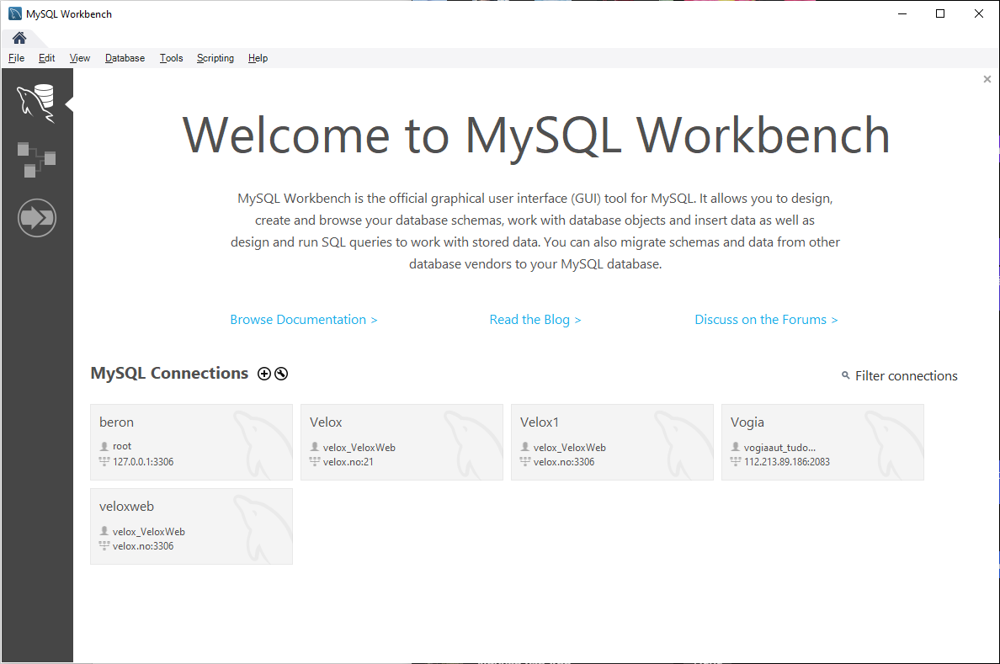 MySQL Workbench
File Edit View Database Tools Scripting Help
Welcome to MySQL Workbench
MySQL Workbench is the official graphical user interface (GUI) tool for MySQL. It allows you to design,
create and browse your database schemas, work with database objects and insert data as well as
design and run SQL queries to work with stored data. You can also migrate schemas and data from other
database vendors to your MySQL database.
Browse Documentation > Read the Blog > Discuss on the Forums >
MySQL Connections Filter connections
beron Velox Velox1 Vogia
root velox_VeloxWeb velox_VeloxWeb vogiaaut_tudo...
127.0.0.1:3306 velox.no:21 velox.no:3306 112.213.89.186:2083
veloxweb
velox_VeloxWeb
velox.no:3306